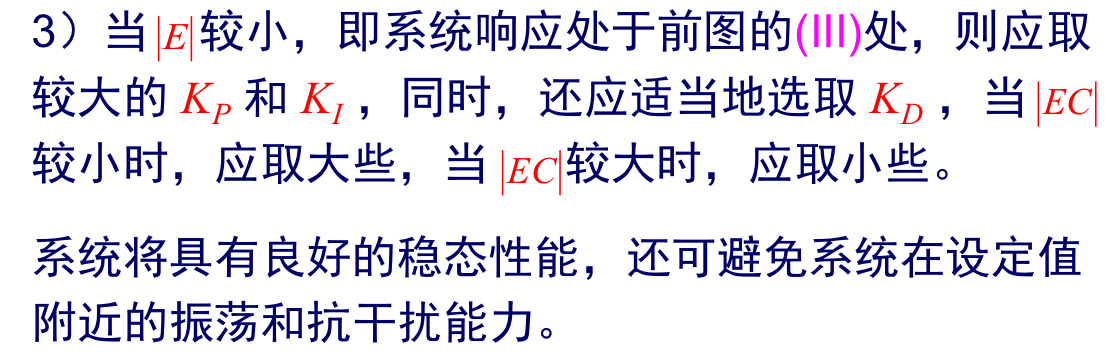 3）当|E|较小，即系统响应处于前图的(III)处，则应取
较大的 K_P 和 K_I ，同时，还应适当地选取 K_D ，当|EC|
较小时，应取大些，当 |EC|较大时，应取小些。
系统将具有良好的稳态性能，还可避免系统在设定值
附近的振荡和抗干扰能力。